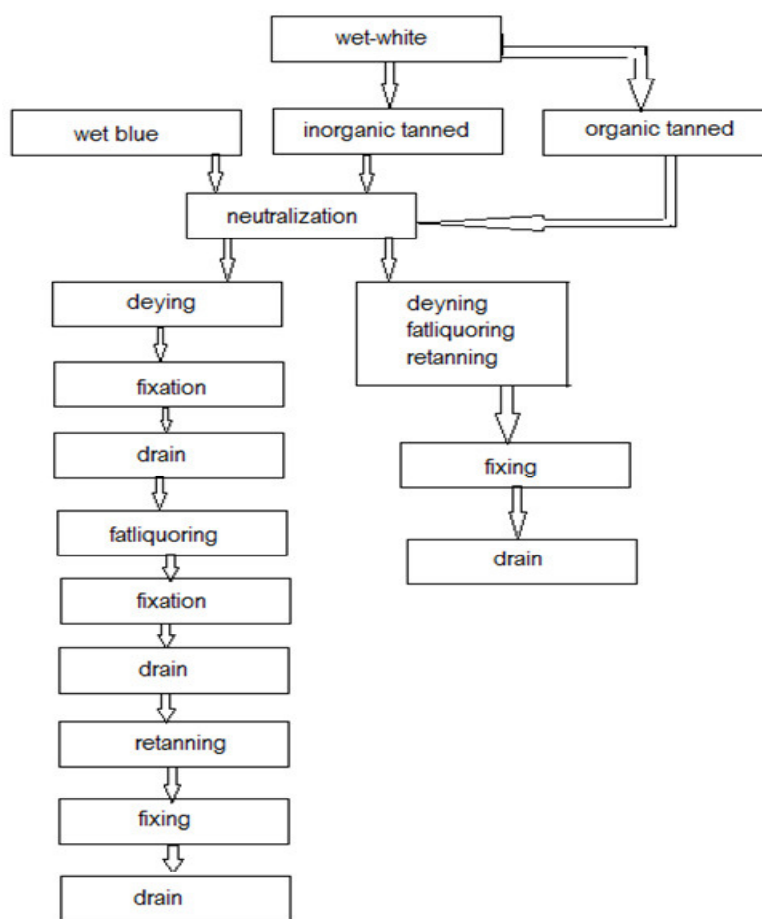 wet-white
wet blue
inorganic tanned
organic tanned
neutralization
deying
fixation
drain
fatliquoring
fixation
drain
retanning
fixing
drain
deyning
fatliquoring
retanning
fixing
drain